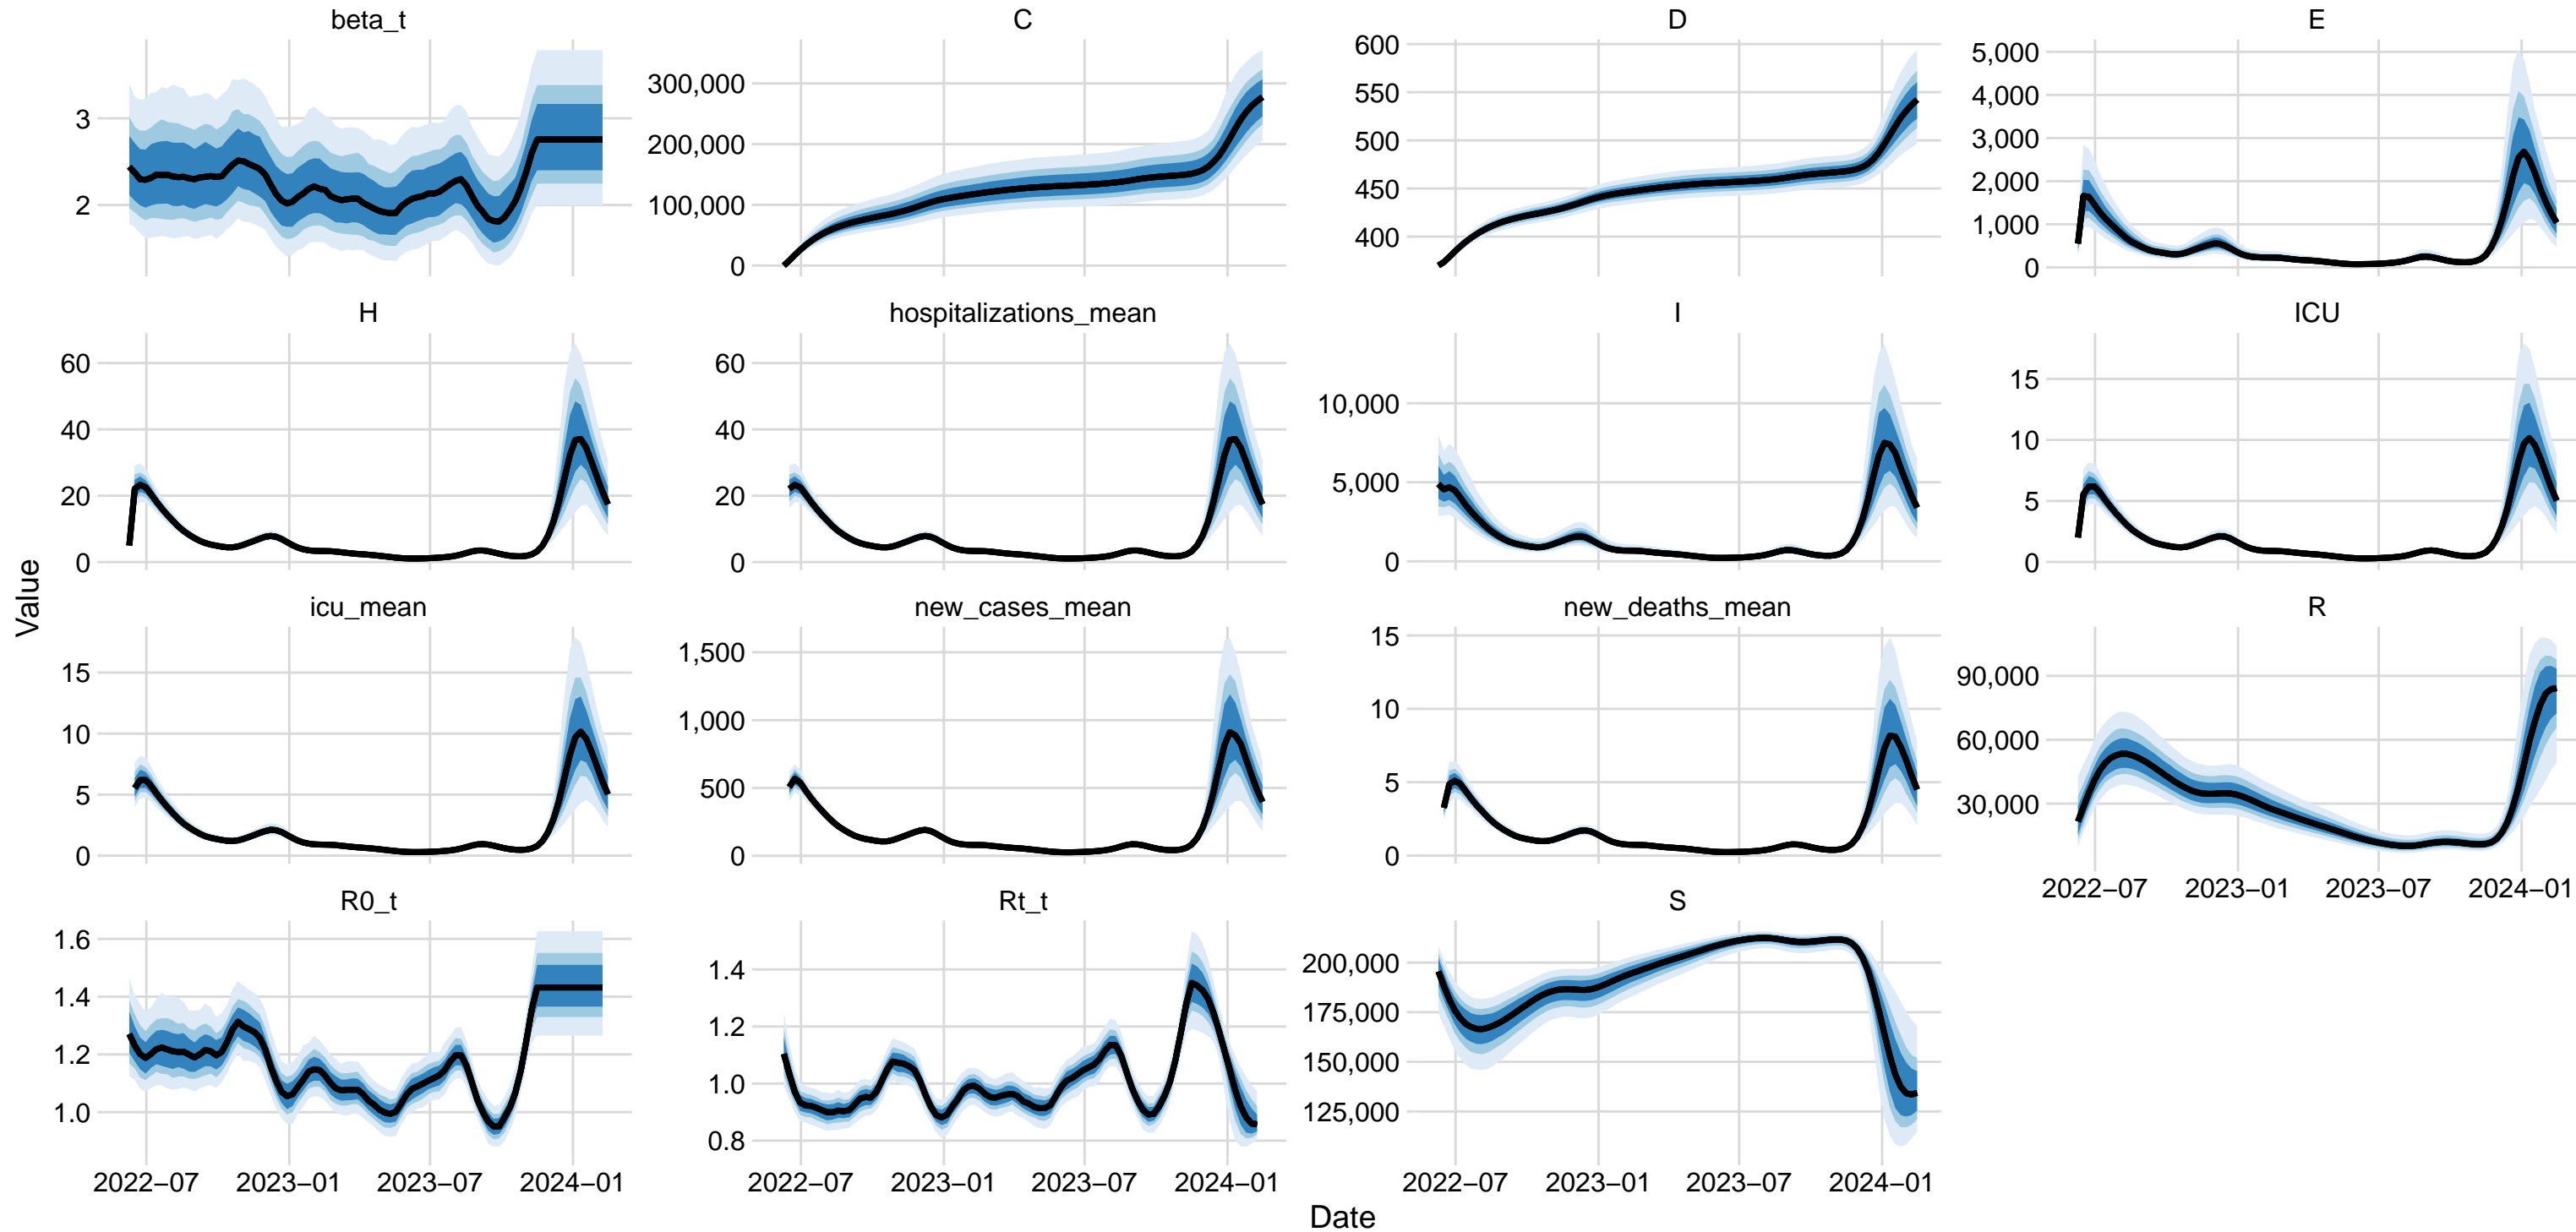 beta_t
C
D
E
3
2
300,000
200,000
100,000
0
600
550
500
450
400
5,000
4,000
3,000
2,000
1,000
0
H
hospitalizations_mean
I
ICU
60
40
20
0
60
40
20
0
10,000
5,000
0
15
10
5
0
Value
icu_mean
new_cases_mean
new_deaths_mean
R
15
10
5
0
1,500
1,000
500
0
15
10
5
0
90,000
60,000
30,000
2022−07 2023−01 2023−07 2024−01
R0_t
Rt_t
S
1.6
1.4
1.2
1.0
1.4
1.2
1.0
0.8
200,000
175,000
150,000
125,000
2022−07 2023−01 2023−07 2024−01
2022−07 2023−01 2023−07 2024−01
2022−07 2023−01 2023−07 2024−01
Date